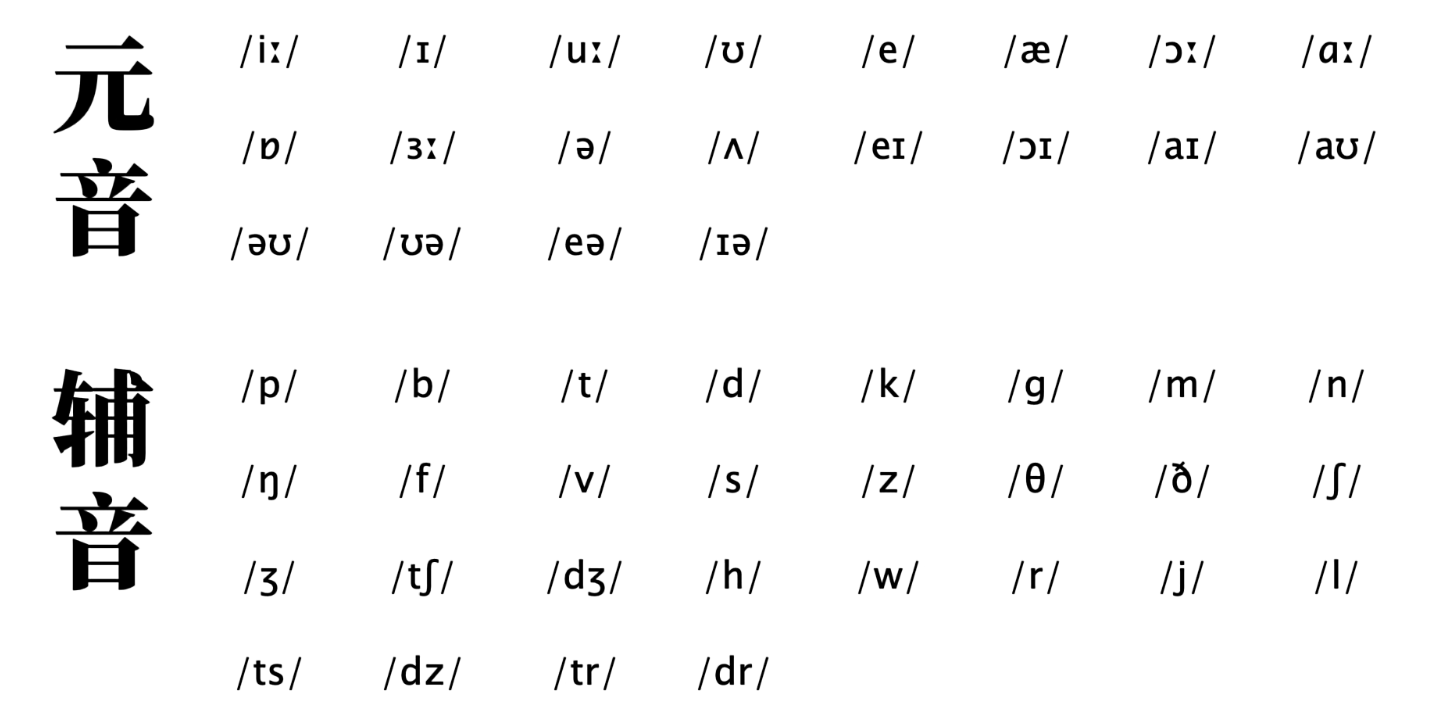 元音
/iː/ /ɪ/ /uː/ /ʊ/ /e/ /æ/ /ɔː/ /ɑː/
/ɒ/ /ɜː/ /ə/ /ʌ/ /eɪ/ /ɔɪ/ /aɪ/ /aʊ/
/əʊ/ /ʊə/ /eə/ /ɪə/
辅音
/p/ /b/ /t/ /d/ /k/ /g/ /m/ /n/
/ŋ/ /f/ /v/ /s/ /z/ /θ/ /ð/ /ʃ/
/ʒ/ /tʃ/ /dʒ/ /h/ /w/ /r/ /j/ /l/
/ts/ /dz/ /tr/ /dr/